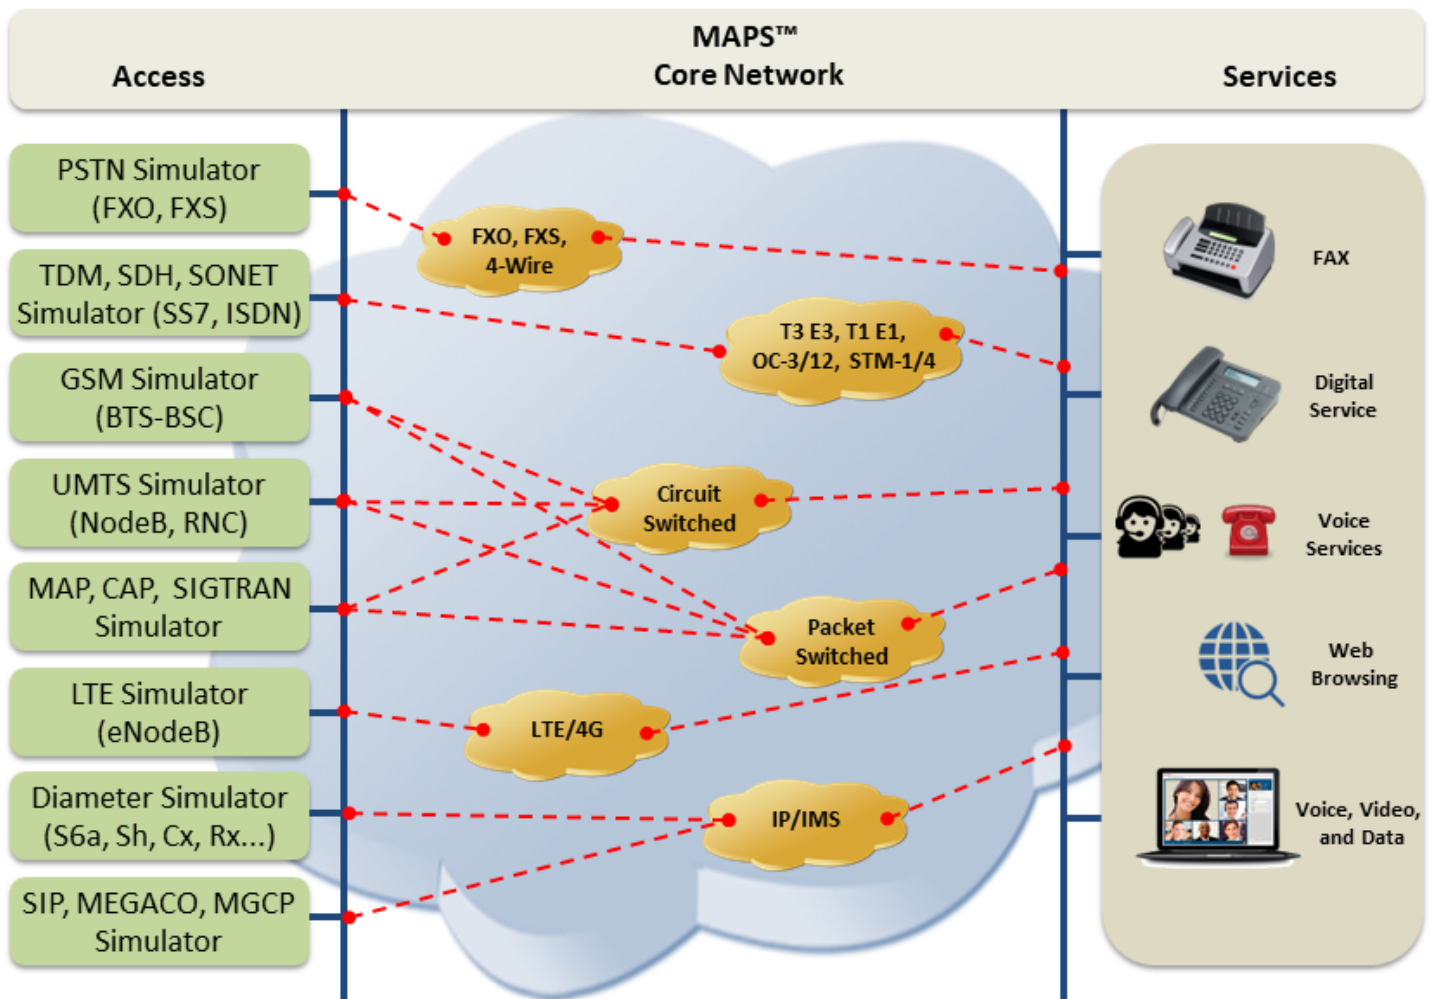 MAPS™
Core Network
Access
Services
PSTN Simulator
(FXO, FXS)
TDM, SDH, SONET
Simulator (SS7, ISDN)
GSM Simulator
(BTS-BSC)
UMTS Simulator
(NodeB, RNC)
MAP, CAP, SIGTRAN
Simulator
LTE Simulator
(eNodeB)
Diameter Simulator
(S6a, Sh, Cx, Rx...)
SIP, MEGACO, MGCP
Simulator
FXO, FXS,
4-Wire
T3 E3, T1 E1,
OC-3/12, STM-1/4
Circuit
Switched
Packet
Switched
LTE/4G
IP/IMS
FAX
Digital
Service
Voice
Services
Web
Browsing
Voice, Video,
and Data